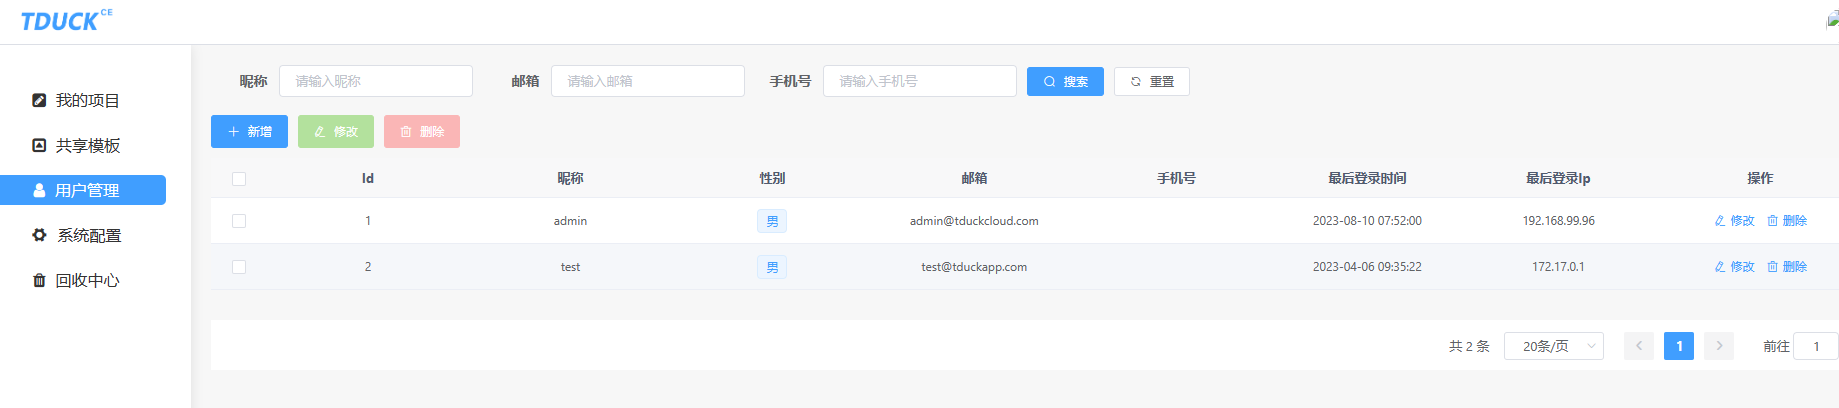 TDUCK CE
我的项目
共享模板
用户管理
系统配置
回收中心
昵称 请输入昵称 邮箱 请输入邮箱 手机号 请输入手机号 搜索 重置
新增 修改 删除
Id 昵称 性别 邮箱 手机号 最后登录时间 最后登录Ip 操作
1 admin 男 admin@tduckcloud.com 2023-08-10 07:52:00 192.168.99.96 修改 删除
2 test 男 test@tduckapp.com 2023-04-06 09:35:22 172.17.0.1 修改 删除
共 2 条 20条/页 1 前往 1